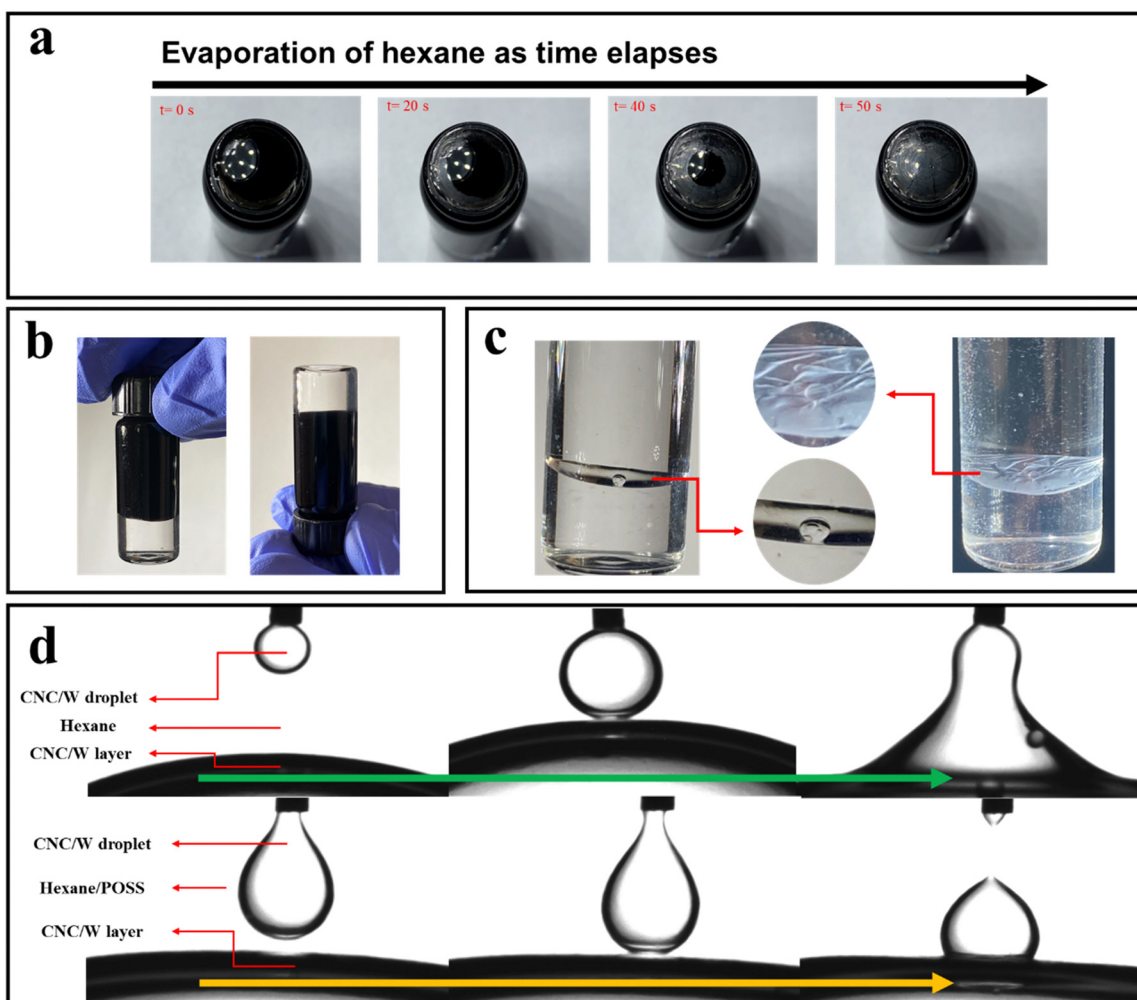 a
Evaporation of hexane as time elapses
t= 0 s
t= 20 s
t= 40 s
t= 50 s
b
c
d
CNC/W droplet
Hexane
CNC/W layer
CNC/W droplet
Hexane/POSS
CNC/W layer